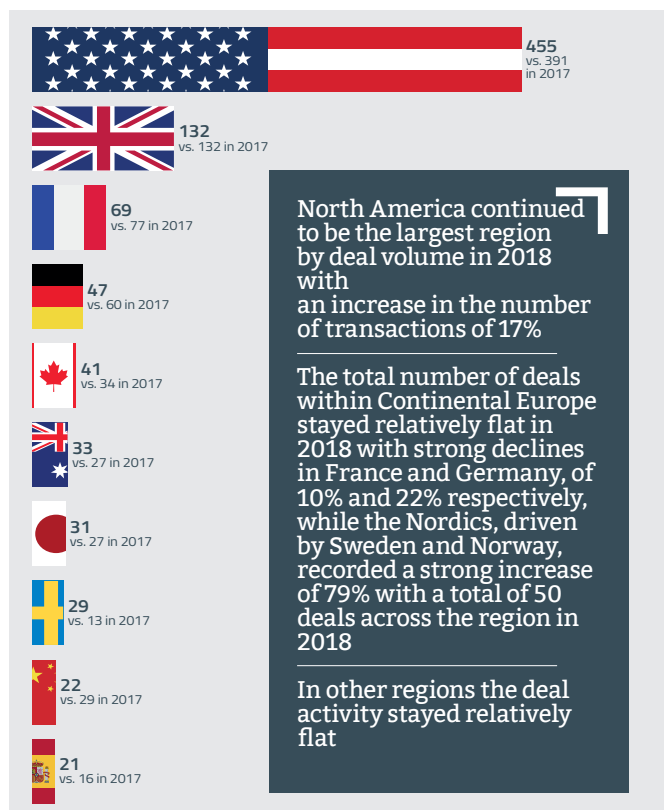 455
vs. 391
in 2017
132
vs. 132 in 2017
69
vs. 77 in 2017
47
vs. 60 in 2017
41
vs. 34 in 2017
33
vs. 27 in 2017
31
vs. 27 in 2017
29
vs. 13 in 2017
22
vs. 29 in 2017
21
vs. 16 in 2017
North America continued
to be the largest region
by deal volume in 2018
with
an increase in the number
of transactions of 17%
The total number of deals
within Continental Europe
stayed relatively flat in
2018 with strong declines
in France and Germany, of
10% and 22% respectively,
while the Nordics, driven
by Sweden and Norway,
recorded a strong increase
of 79% with a total of 50
deals across the region in
2018
In other regions the deal
activity stayed relatively
flat